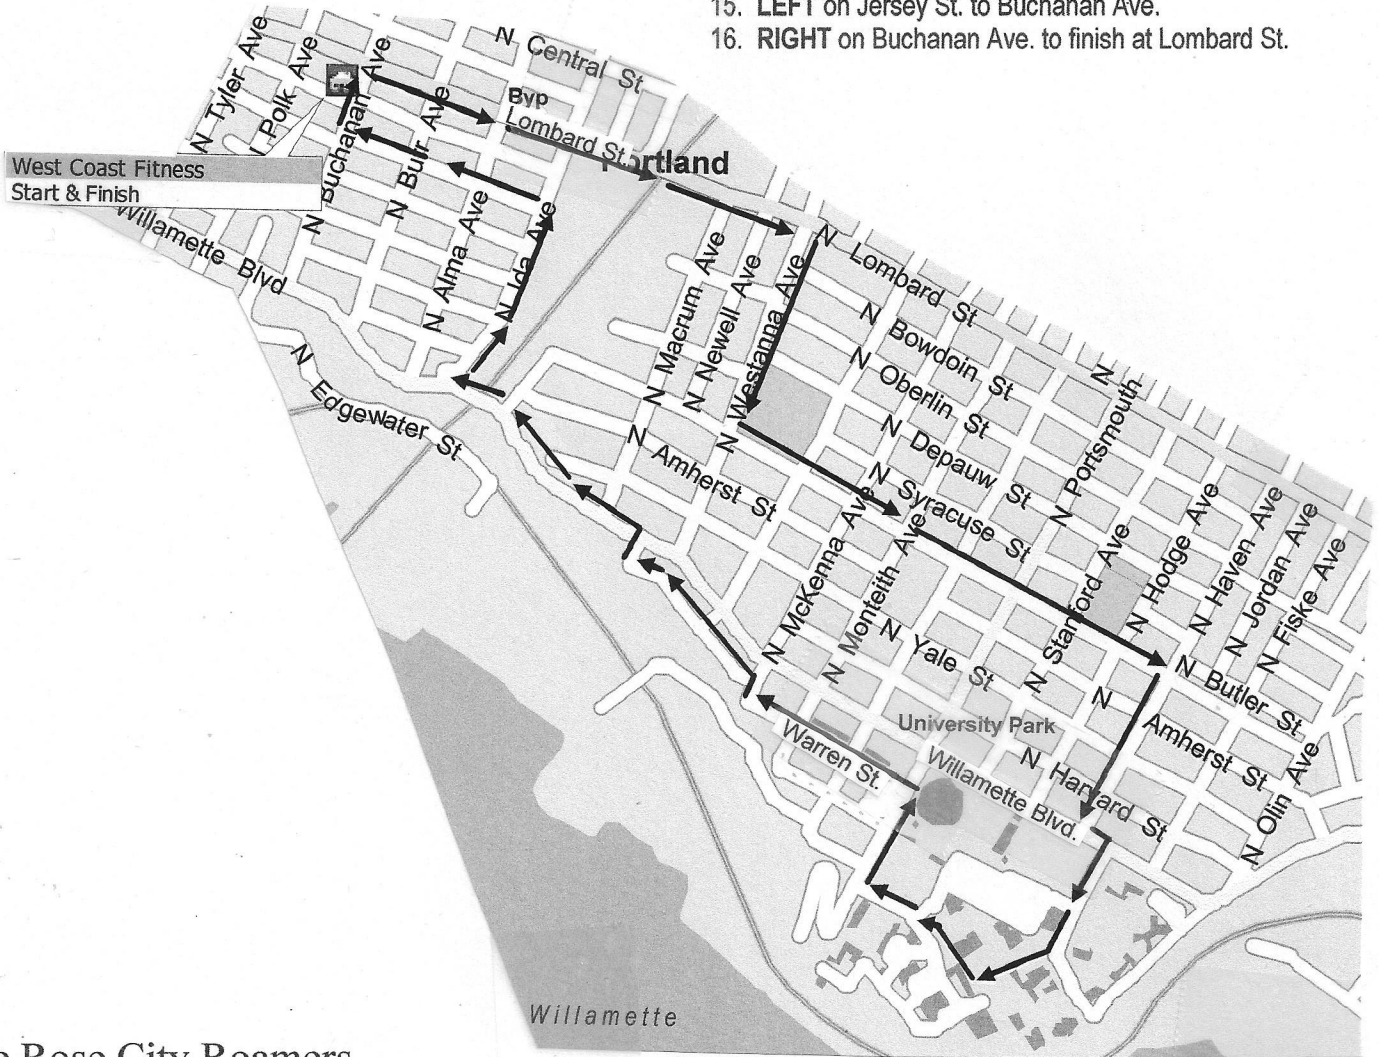 15. LEFT on Jersey St. to Buchanan Ave.
16. RIGHT on Buchanan Ave. to finish at Lombard St.
N Tyler Ave
N Polk Ave
N Buchanan Ave
N Burr Ave
N Central St
Byp
Lombard St.
Portland
West Coast Fitness
Start & Finish
Willamette Blvd
N Alma Ave
N Ida Ave
N Edgewater St
N Macrum Ave
N Newell Ave
N Westanna Ave
N Lombard St
N Bowdoin St
N Oberlin St
N Depauw St
N Syracuse St
N Portsmouth
N Amherst St
N McKenna Ave
N Monteith Ave
N Stanford Ave
N Hodge Ave
N Haven Ave
N Jordan Ave
N Fiske Ave
N Yale St
N Butler St
N Amherst St
University Park
N Harvard St
Willamette Blvd.
Warren St.
N Olin Ave
Willamette
Rose City Roamers